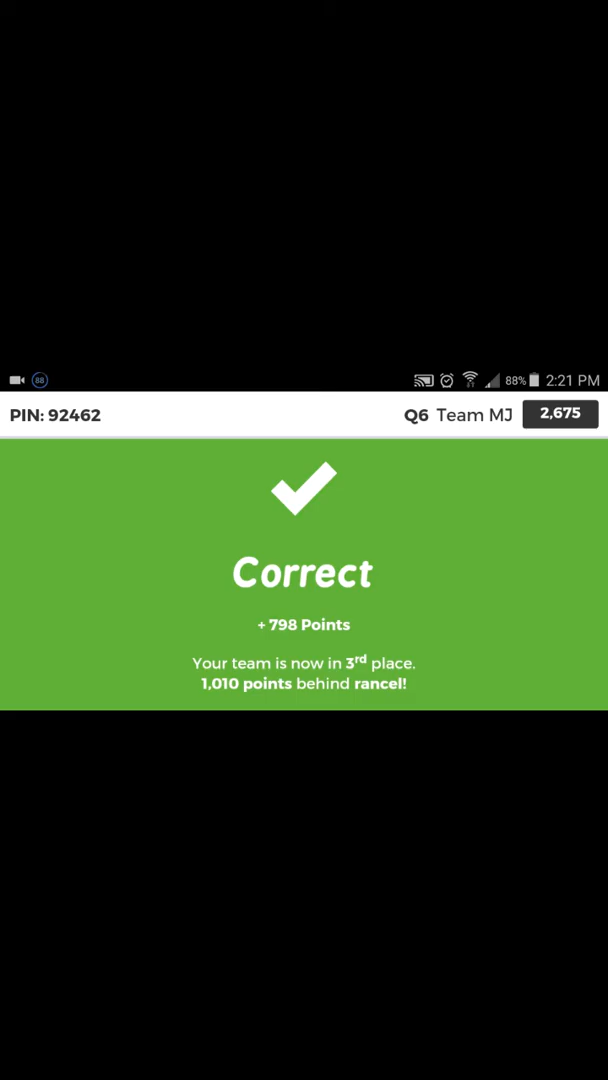 88 88% 2:21 PM
PIN: 92462 Q6 Team MJ 2,675
Correct
+ 798 Points
Your team is now in 3rd place.
1,010 points behind rancel!